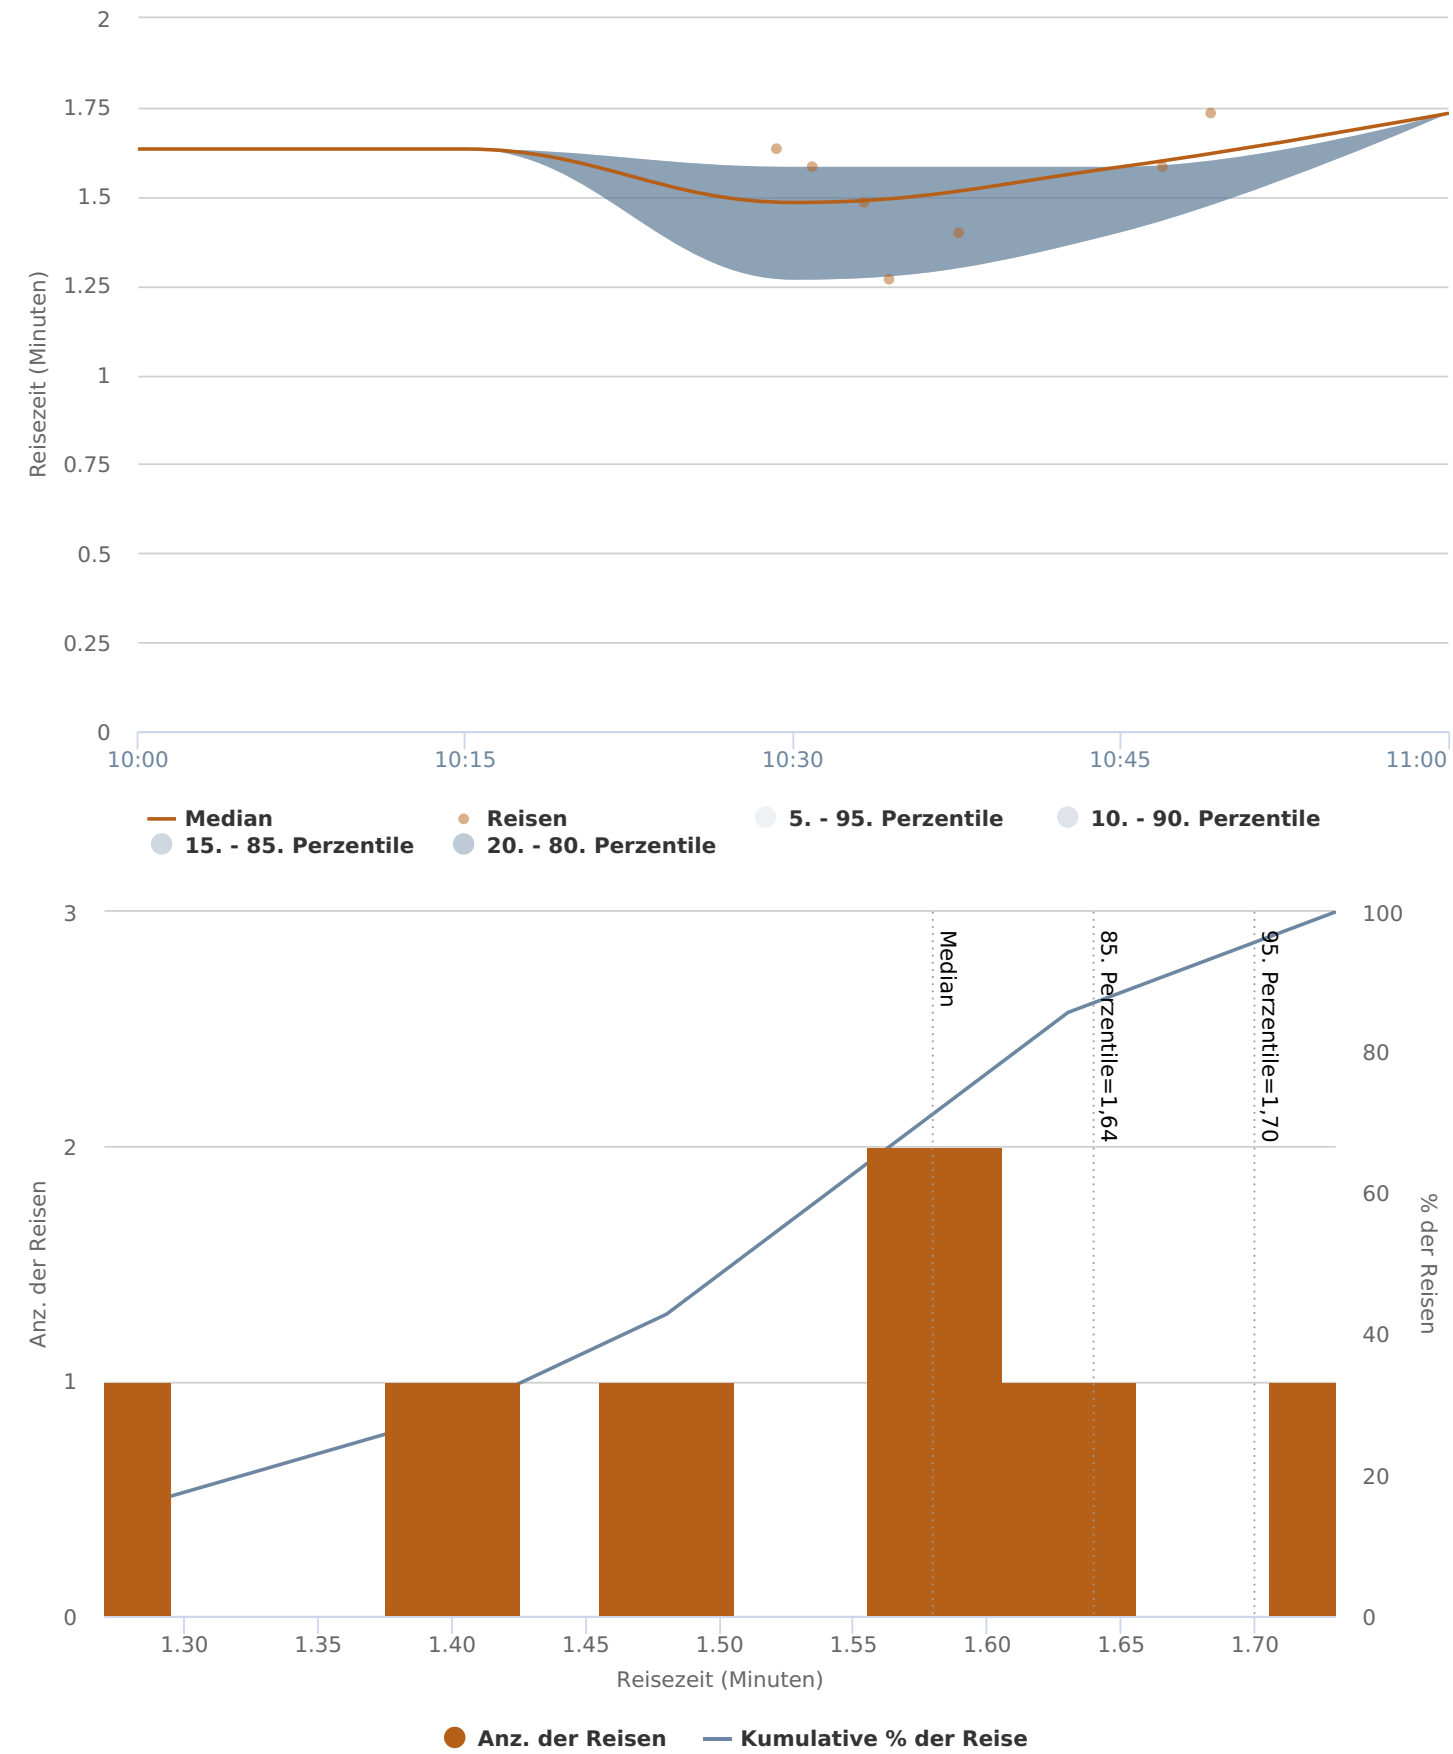 2
1.75
1.5
1.25
1
0.75
0.5
0.25
0
Reisezeit (Minuten)
10:00 10:15 10:30 10:45 11:00
Median Reisen 5. - 95. Perzentile 10. - 90. Perzentile
15. - 85. Perzentile 20. - 80. Perzentile
3
2
1
0
Anz. der Reisen
Median
85. Perzentile=1,64
95. Perzentile=1,70
100
80
60
40
20
0
% der Reisen
1.30 1.35 1.40 1.45 1.50 1.55 1.60 1.65 1.70
Reisezeit (Minuten)
Anz. der Reisen Kumulative % der Reise